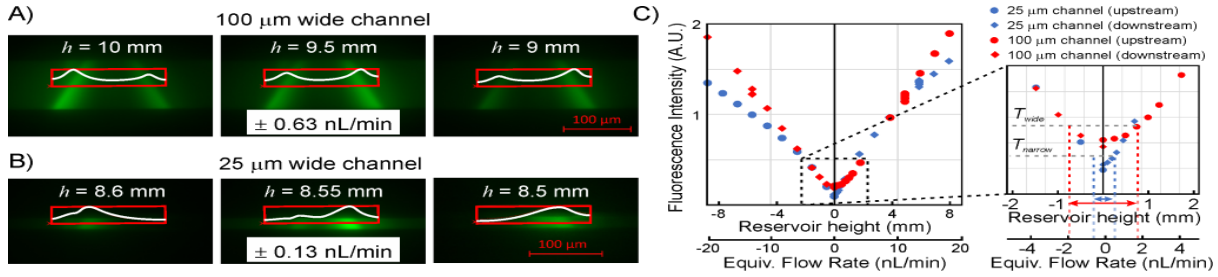 A)
100 μm wide channel
h = 10 mm
h = 9.5 mm
h = 9 mm
± 0.63 nL/min
100 μm
B)
25 μm wide channel
h = 8.6 mm
h = 8.55 mm
h = 8.5 mm
± 0.13 nL/min
100 μm
C)
Fluorescence Intensity (A.U.)
2
1
0
-8
-4
0
4
8
Reservoir height (mm)
-20
-10
0
10
20
Equiv. Flow Rate (nL/min)
25 μm channel (upstream)
25 μm channel (downstream)
100 μm channel (upstream)
100 μm channel (downstream)
T wide
T narrow
-2
-1
0
1
2
Reservoir height (mm)
-4
-2
0
2
4
Equiv. Flow Rate (nL/min)